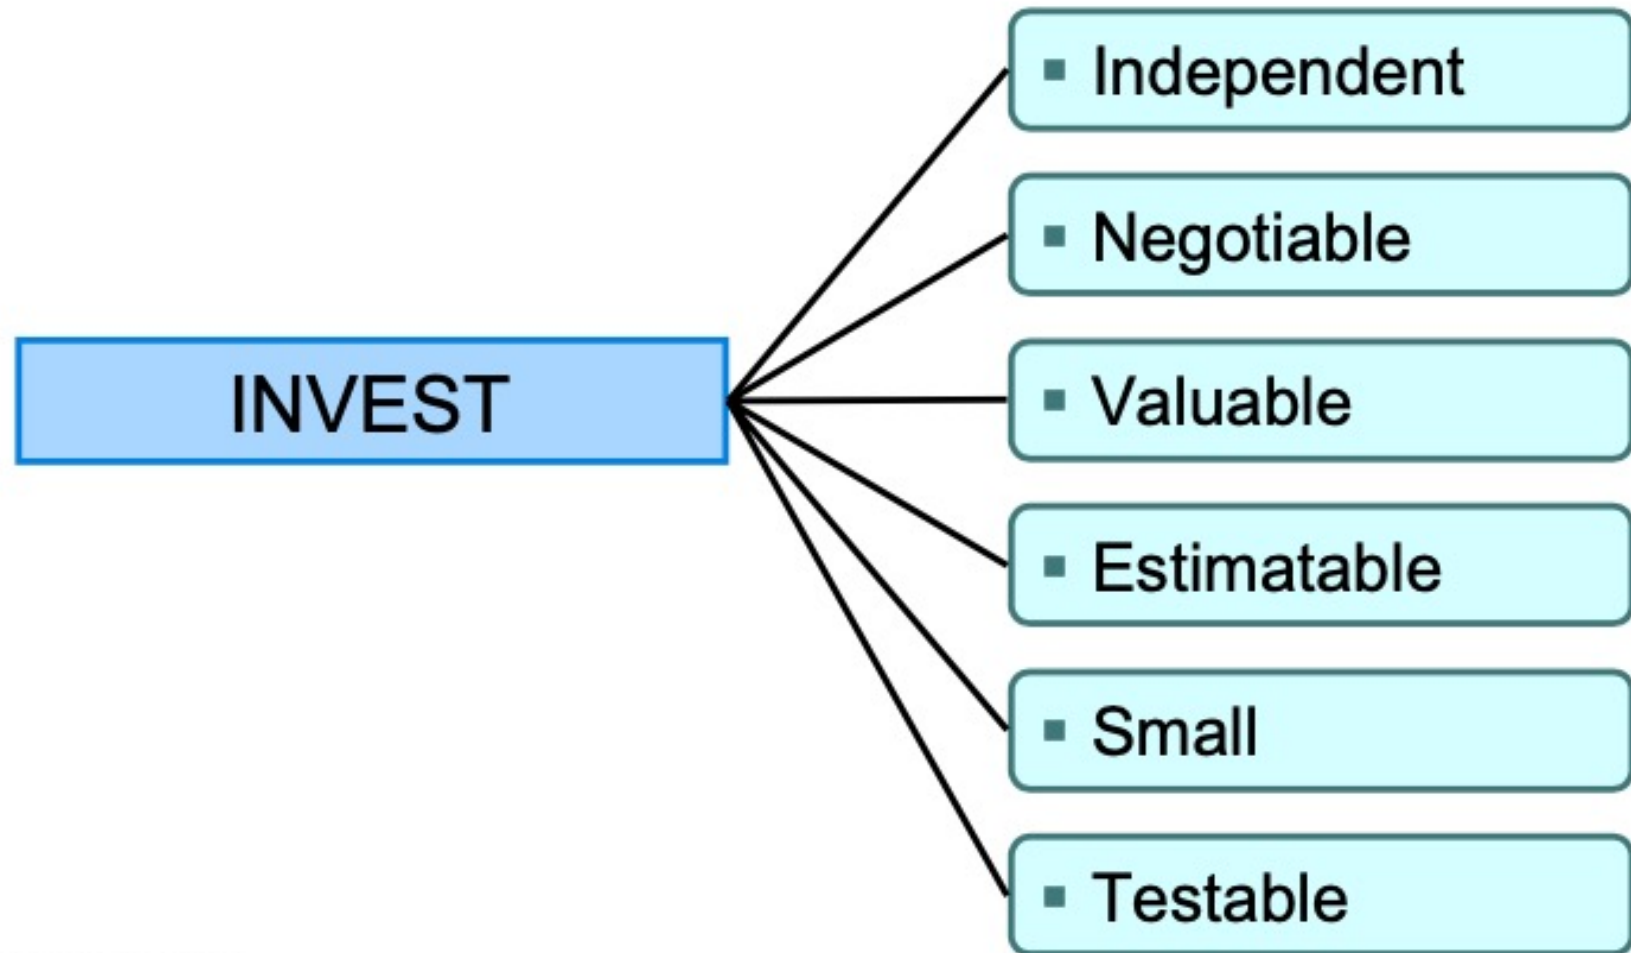 INVEST
▪ Independent
▪ Negotiable
▪ Valuable
▪ Estimatable
▪ Small
▪ Testable